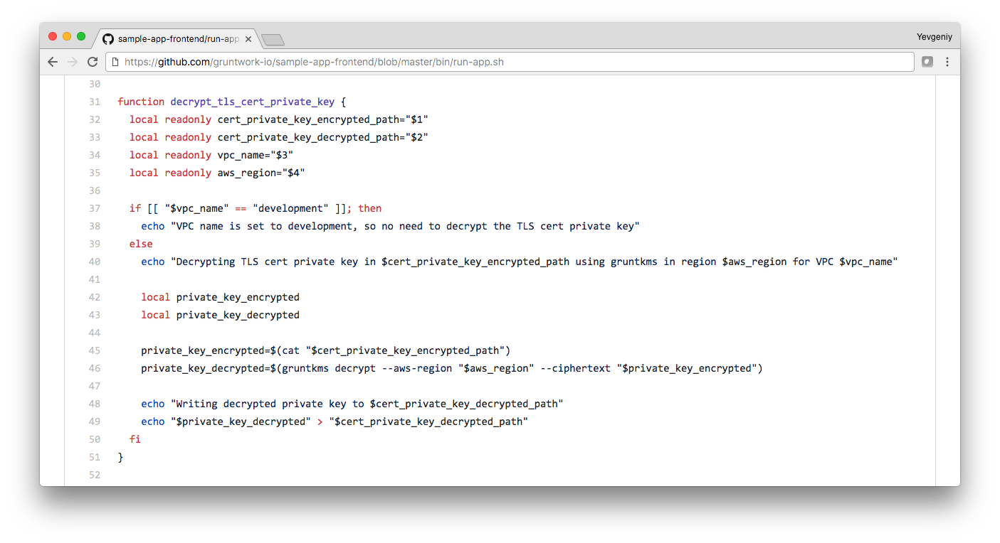 sample-app-frontend/run-app.
Yevgeniy
https://github.com/gruntwork-io/sample-app-frontend/blob/master/bin/run-app.sh
30
31 function decrypt_tls_cert_private_key {
32   local readonly cert_private_key_encrypted_path="$1"
33   local readonly cert_private_key_decrypted_path="$2"
34   local readonly vpc_name="$3"
35   local readonly aws_region="$4"
36
37   if [[ "$vpc_name" == "development" ]]; then
38     echo "VPC name is set to development, so no need to decrypt the TLS cert private key"
39   else
40     echo "Decrypting TLS cert private key in $cert_private_key_encrypted_path using gruntkms in region $aws_region for VPC $vpc_name"
41
42     local private_key_encrypted
43     local private_key_decrypted
44
45     private_key_encrypted=$(cat "$cert_private_key_encrypted_path")
46     private_key_decrypted=$(gruntkms decrypt --aws-region "$aws_region" --ciphertext "$private_key_encrypted")
47
48     echo "Writing decrypted private key to $cert_private_key_decrypted_path"
49     echo "$private_key_decrypted" > "$cert_private_key_decrypted_path"
50   fi
51 }
52